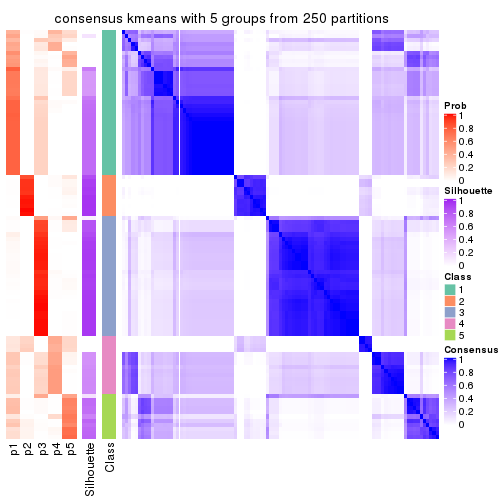 consensus kmeans with 5 groups from 250 partitions
Prob
1
0.8
0.6
0.4
0.2
0
Silhouette
1
0.8
0.6
0.4
0.2
0
Class
1
2
3
4
5
Consensus
1
0.8
0.6
0.4
0.2
0
p1
p2
p3
p4
p5
Silhouette
Class